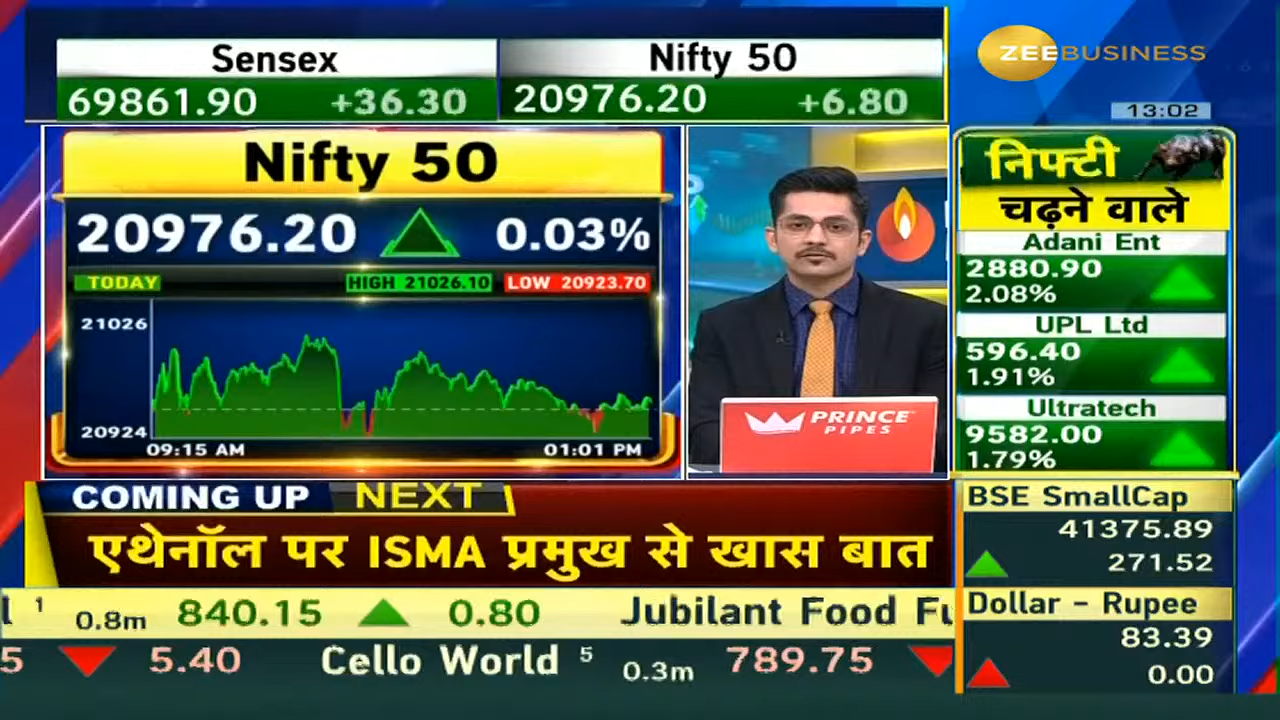 Sensex
69861.90 +36.30
Nifty 50
20976.20 +6.80
ZEEBUSINESS
13:02
Nifty 50
20976.20 0.03%
TODAY HIGH 21026.10 LOW 20923.70
21026
20924
09:15 AM 01:01 PM
PRINCE
PIPES
निफ्टी
चढ़ने वाले
Adani Ent
2880.90
2.08%
UPL Ltd
596.40
1.91%
Ultratech
9582.00
1.79%
BSE SmallCap
41375.89
271.52
Dollar - Rupee
83.39
0.00
COMING UP NEXT
एथेनॉल पर ISMA प्रमुख से खास बात
1 0.8m 840.15 0.80 Jubilant Food
5 5.40 Cello World 5 0.3m 789.75